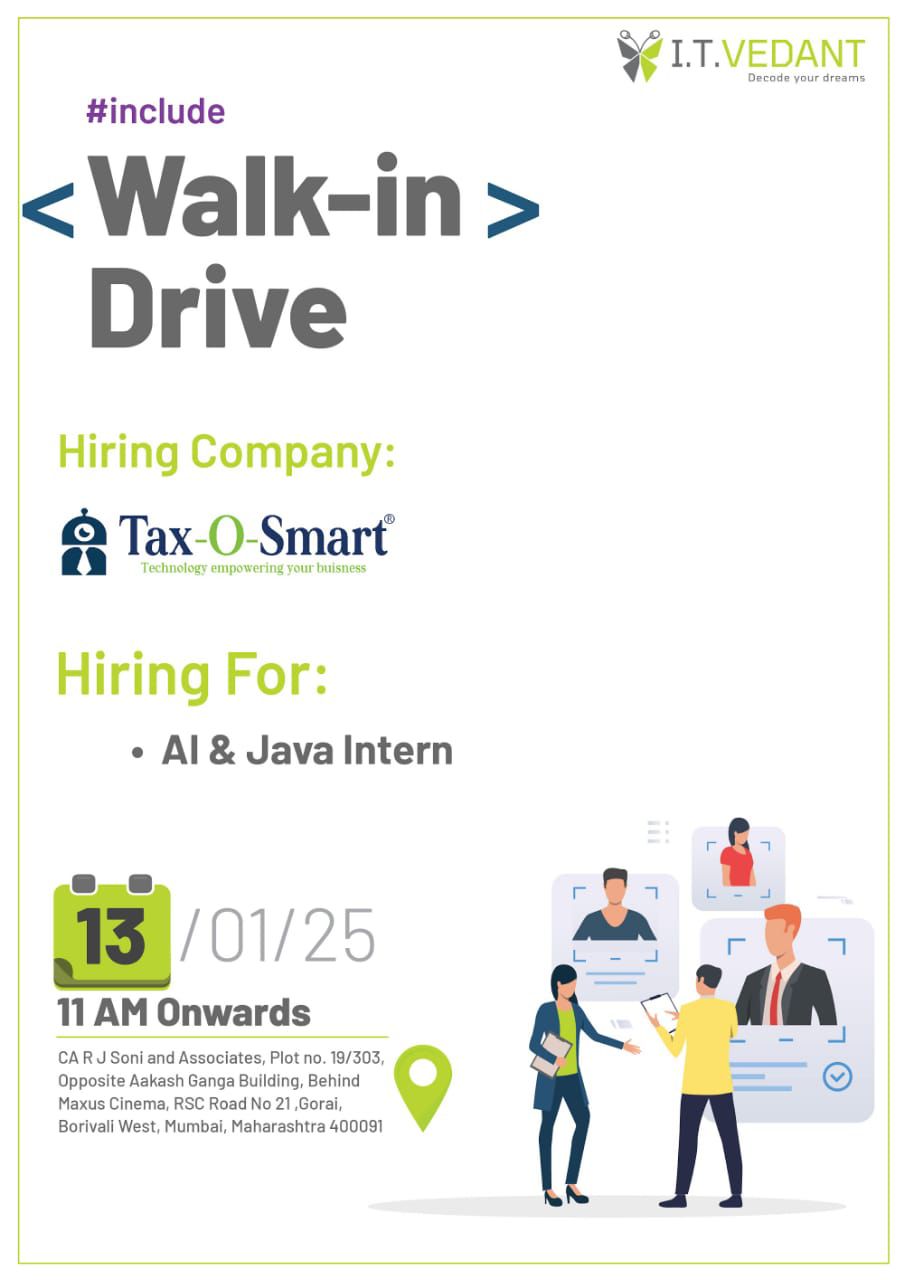 I.T.VEDANT
Decode your dreams
#include
<Walk-in >
Drive
Hiring Company:
Tax-O-Smart®
Technology empowering your buisness
Hiring For:
• AI & Java Intern
13 /01/25
11 AM Onwards
CA R J Soni and Associates, Plot no. 19/303,
Opposite Aakash Ganga Building, Behind
Maxus Cinema, RSC Road No 21 ,Gorai,
Borivali West, Mumbai, Maharashtra 400091